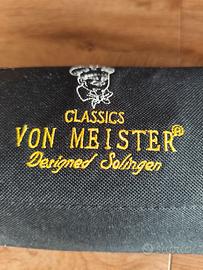 CLASSICS
VON MEISTER®
Designed Solingen